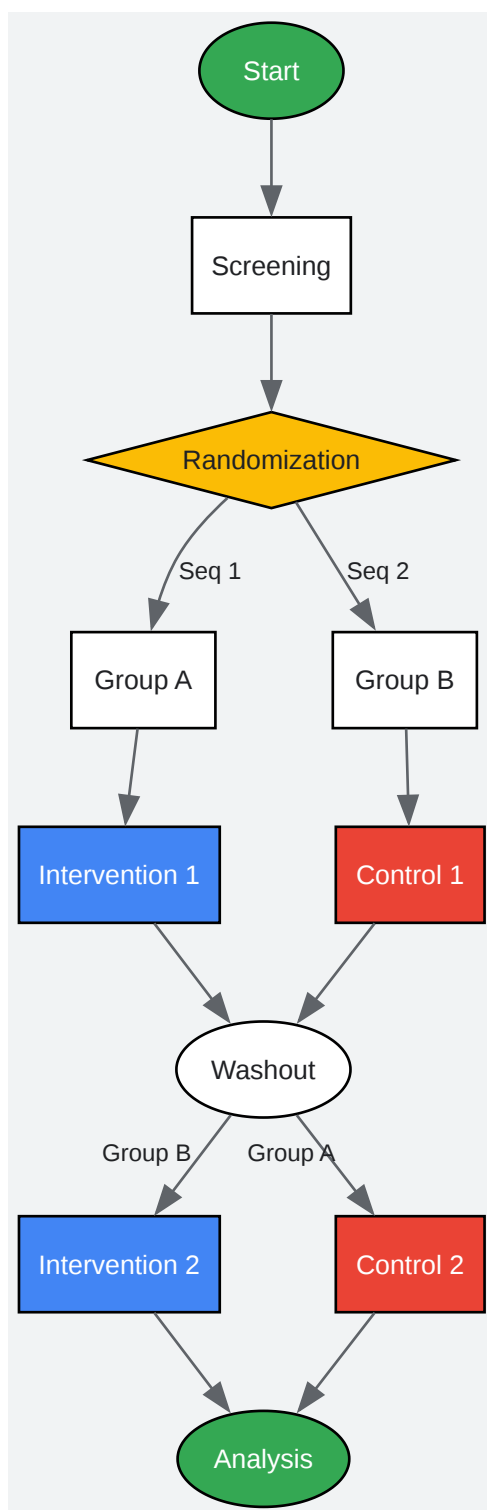 Start
Screening
Randomization
Seq 1
Seq 2
Group A
Group B
Intervention 1
Control 1
Washout
Group B
Group A
Intervention 2
Control 2
Analysis